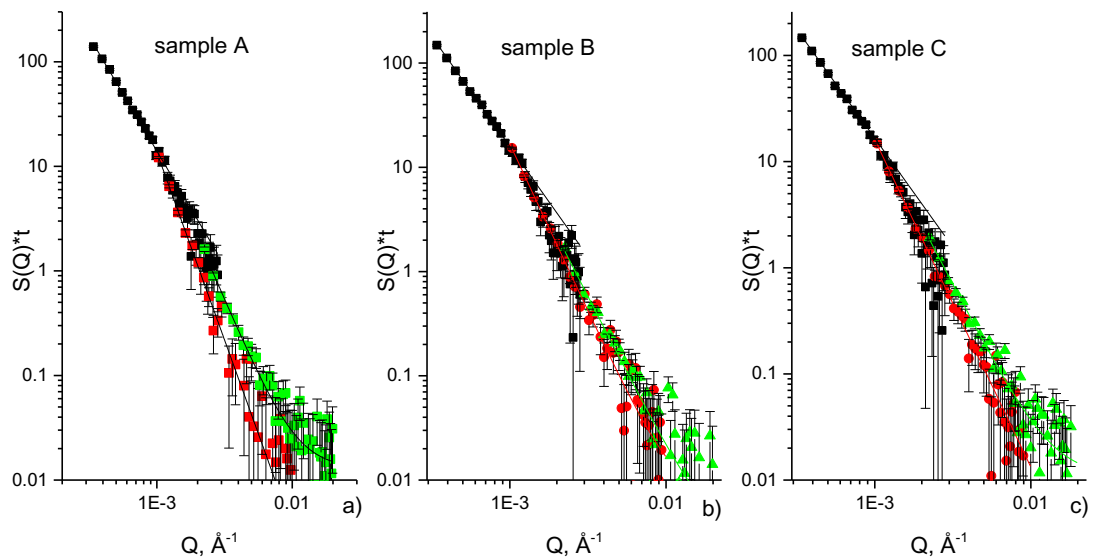 sample A
S(Q)*t
100
10
1
0.1
0.01
1E-3
0.01
a)
Q, Å⁻¹
sample B
S(Q)*t
100
10
1
0.1
0.01
1E-3
0.01
b)
Q, Å⁻¹
sample C
S(Q)*t
100
10
1
0.1
0.01
1E-3
0.01
c)
Q, Å⁻¹